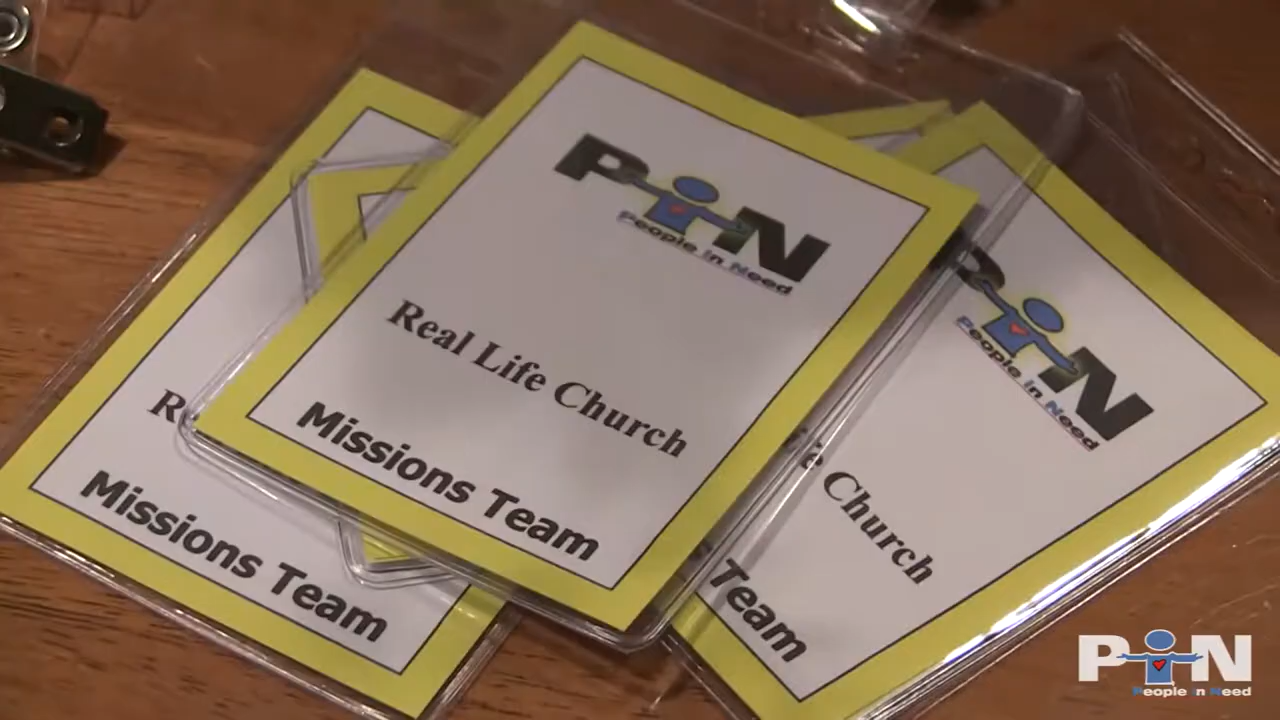 PiN
People In Need
Real Life Church
Missions Team
Missions Team
PiN
People In Need
Church
Team
PiN
People In Need